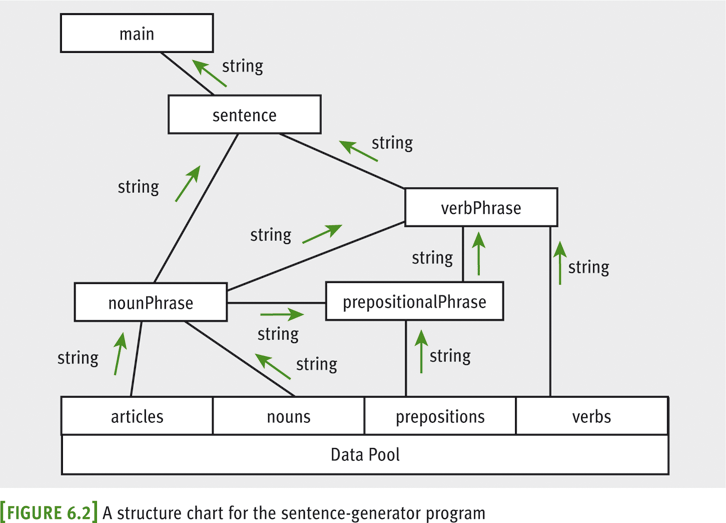 main
string
sentence
string
string
verbPhrase
string
string
string
nounPhrase
prepositionalPhrase
string
string
string
string
articles
nouns
prepositions
verbs
Data Pool
[FIGURE 6.2] A structure chart for the sentence-generator program